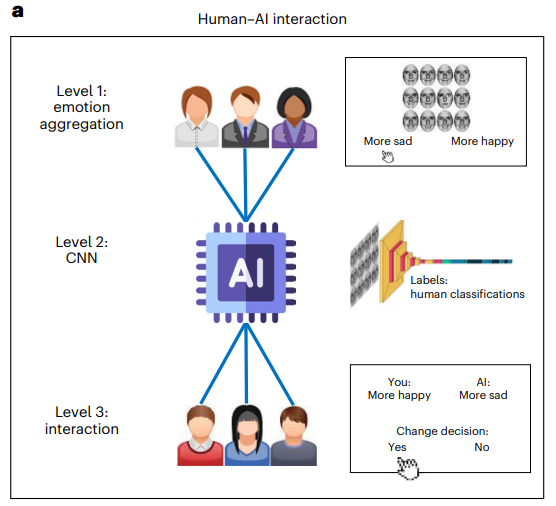 a
Human–AI interaction
Level 1:
emotion
aggregation
More sad More happy
Level 2:
CNN
AI
Labels:
human classifications
Level 3:
interaction
You: AI:
More happy More sad
Change decision:
Yes No